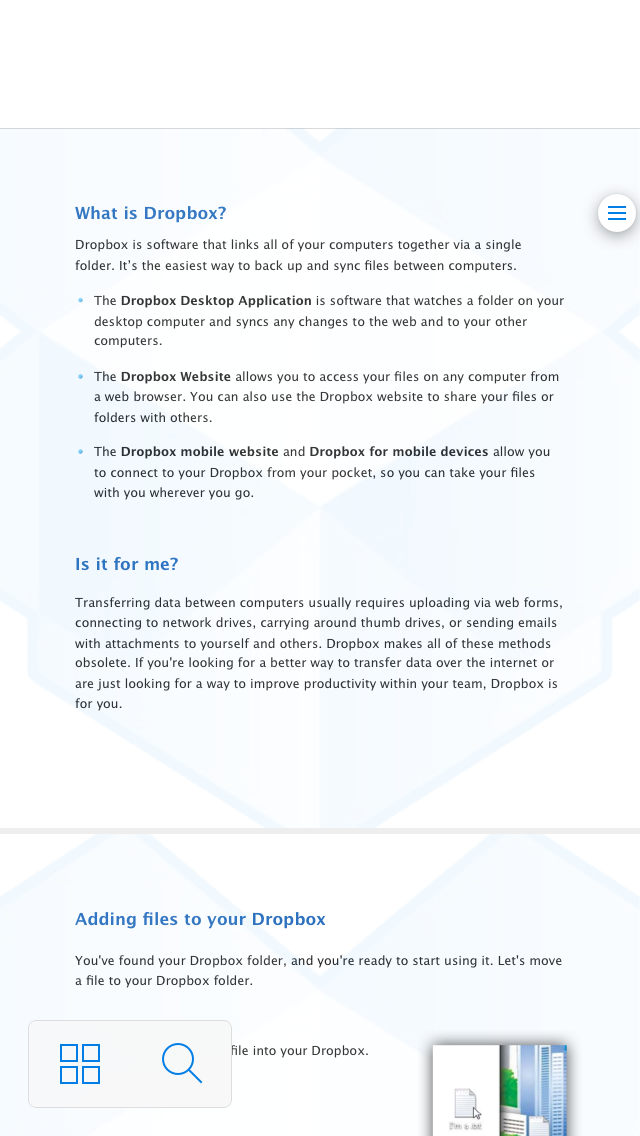 What is Dropbox?
Dropbox is software that links all of your computers together via a single
folder. It’s the easiest way to back up and sync files between computers.
• The Dropbox Desktop Application is software that watches a folder on your
desktop computer and syncs any changes to the web and to your other
computers.
• The Dropbox Website allows you to access your files on any computer from
a web browser. You can also use the Dropbox website to share your files or
folders with others.
• The Dropbox mobile website and Dropbox for mobile devices allow you
to connect to your Dropbox from your pocket, so you can take your files
with you wherever you go.
Is it for me?
Transferring data between computers usually requires uploading via web forms,
connecting to network drives, carrying around thumb drives, or sending emails
with attachments to yourself and others. Dropbox makes all of these methods
obsolete. If you're looking for a better way to transfer data over the internet or
are just looking for a way to improve productivity within your team, Dropbox is
for you.
Adding files to your Dropbox
You've found your Dropbox folder, and you're ready to start using it. Let's move
a file to your Dropbox folder.
file into your Dropbox.